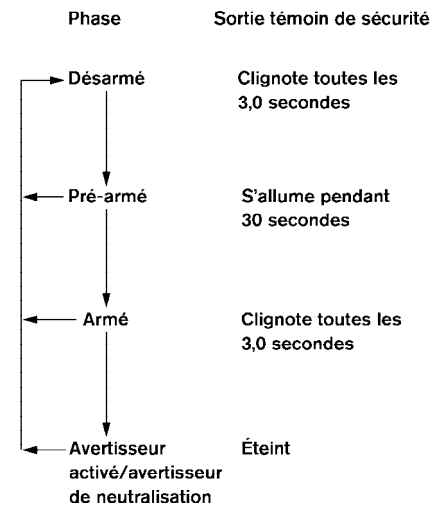 Phase Sortie témoin de sécurité
Désarmé Clignote toutes les
3,0 secondes
Pré-armé S'allume pendant
30 secondes
Armé Clignote toutes les
3,0 secondes
Avertisseur Éteint
activé/avertisseur
de neutralisation